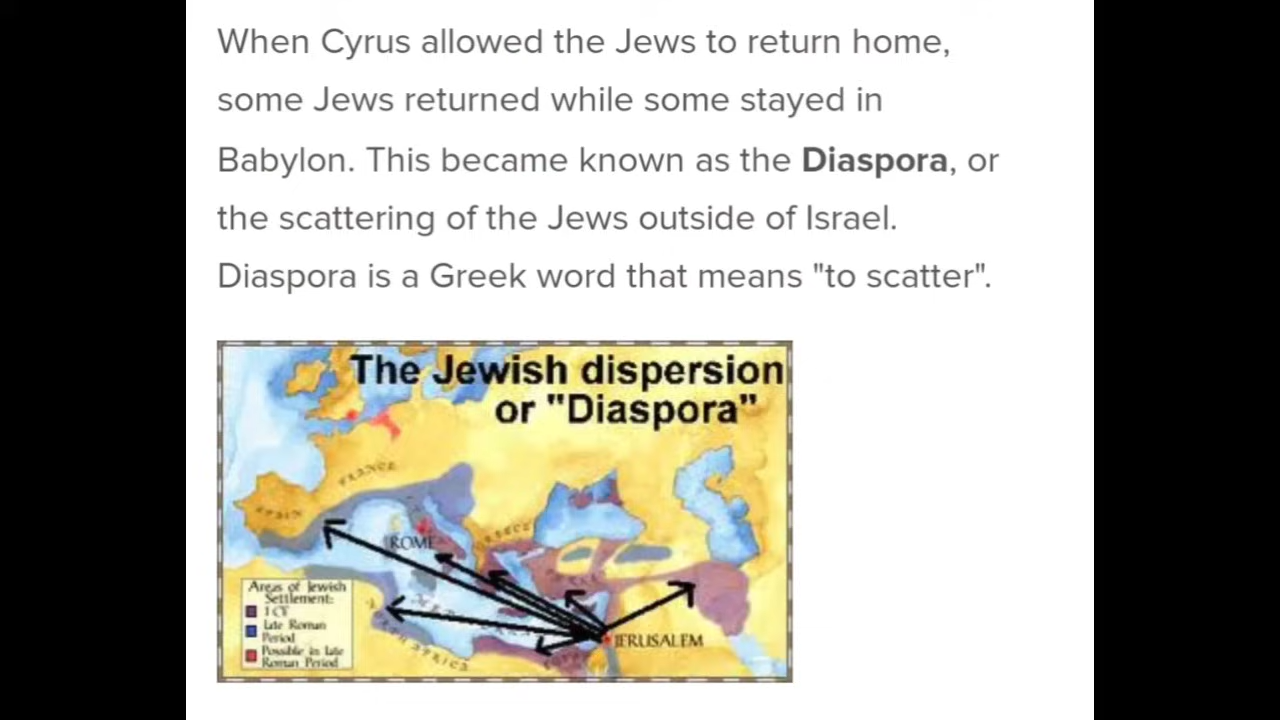 When Cyrus allowed the Jews to return home,
some Jews returned while some stayed in
Babylon. This became known as the Diaspora, or
the scattering of the Jews outside of Israel.
Diaspora is a Greek word that means "to scatter".
The Jewish dispersion
or "Diaspora"
FRANCE
SPAIN
GREECE
ROME
JERUSALEM
NORTH AFRICA
EGYPT
Areas of Jewish
Settlement:
1 CE
Late Roman
Period
Possible in late
Roman Period